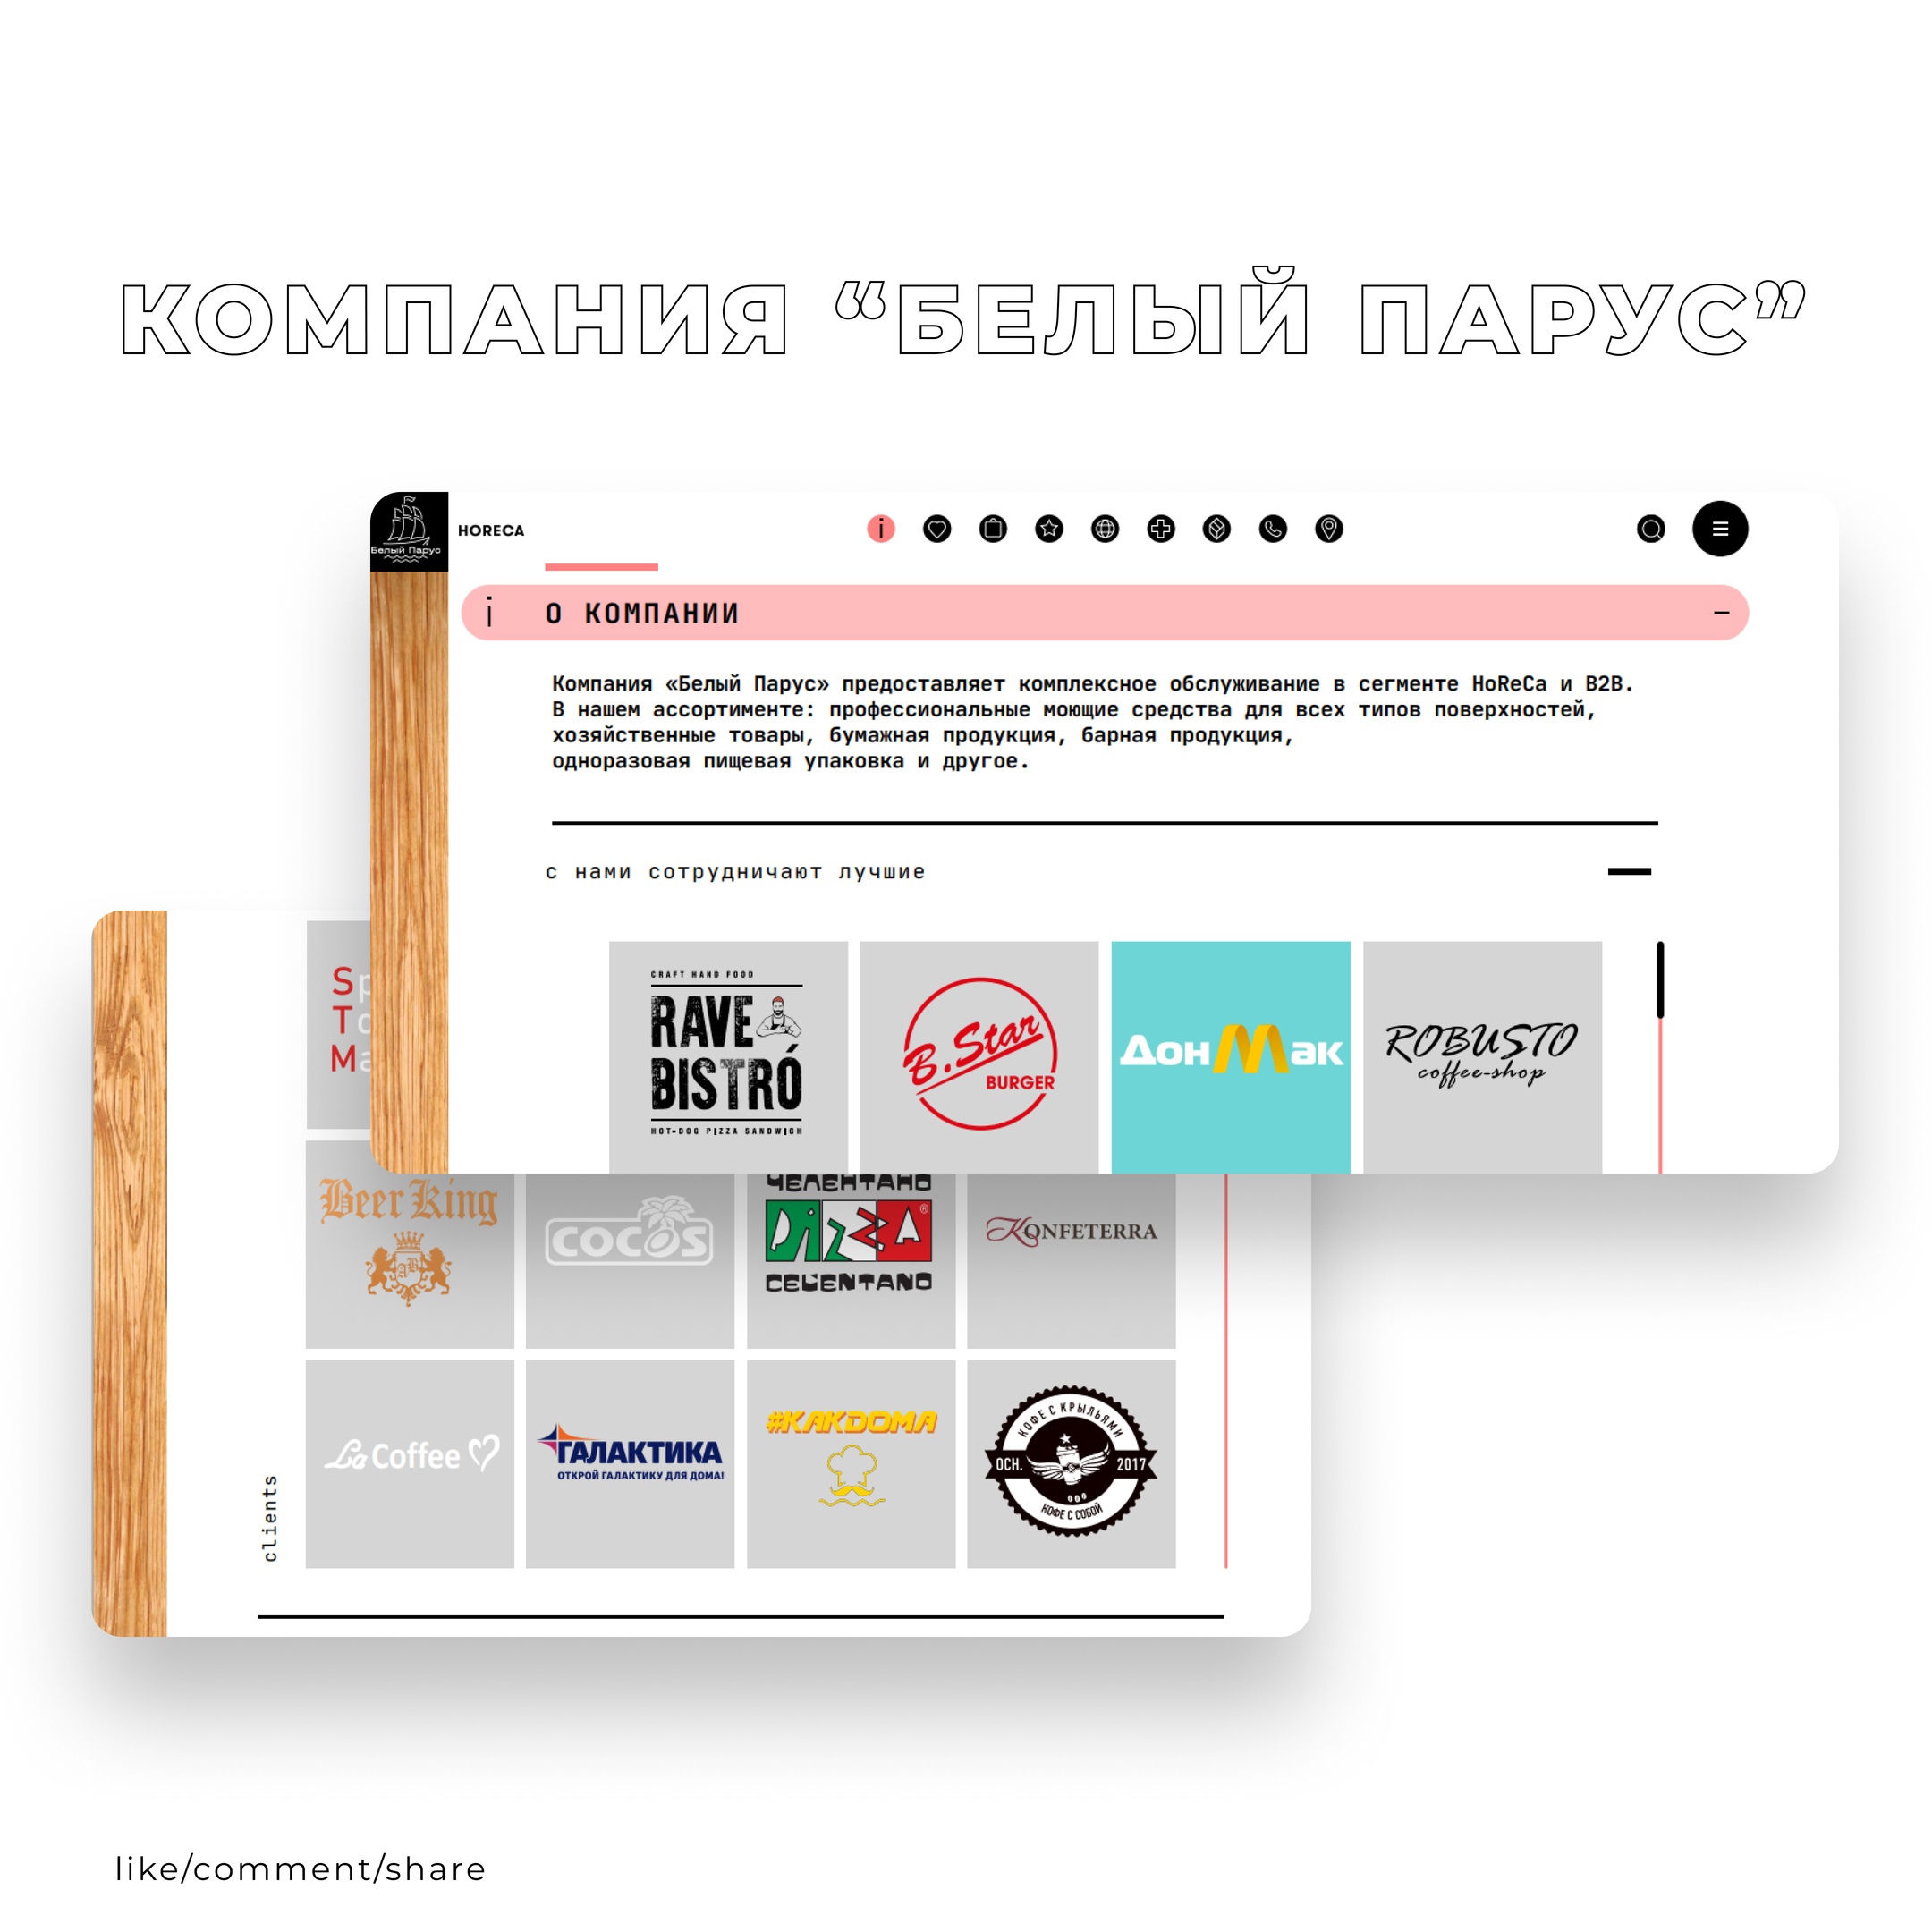 КОМПАНИЯ “БЕЛЫЙ ПАРУС”
Белый Парус
HORECA
i О КОМПАНИИ
Компания «Белый Парус» предоставляет комплексное обслуживание в сегменте HoReCa и B2B.
В нашем ассортименте: профессиональные моющие средства для всех типов поверхностей,
хозяйственные товары, бумажная продукция, барная продукция,
одноразовая пищевая упаковка и другое.
с нами сотрудничают лучшие
CRAFT HAND FOOD
RAVE
BISTRÓ
HOT-DOG PIZZA SANDWICH
B.Star
BURGER
ДонМак
ROBUSTO
coffee-shop
Beer King
AB
COCOS
ЧЕЛЕНТАНО
PIZZA
CELENTANO
KONFETERRA
La Coffee
ГАЛАКТИКА
ОТКРОЙ ГАЛАКТИКУ ДЛЯ ДОМА!
#КАКДОМА
КОФЕ С КРЫЛЬЯМИ
ОСН. 2017
КОФЕ С СОБОЙ
clients
like/comment/share